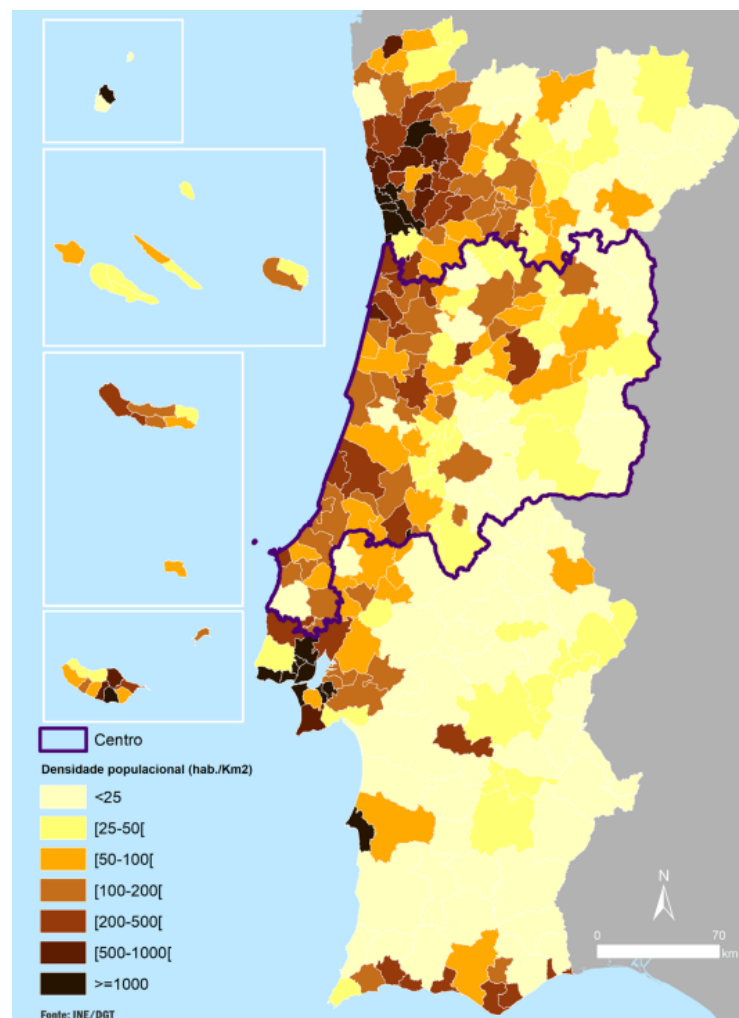 Centro
Densidade populacional (hab./Km2)
<25
[25-50[
[50-100[
[100-200[
[200-500[
[500-1000[
>=1000
Fonte: INE/DGT
N
0 70
km